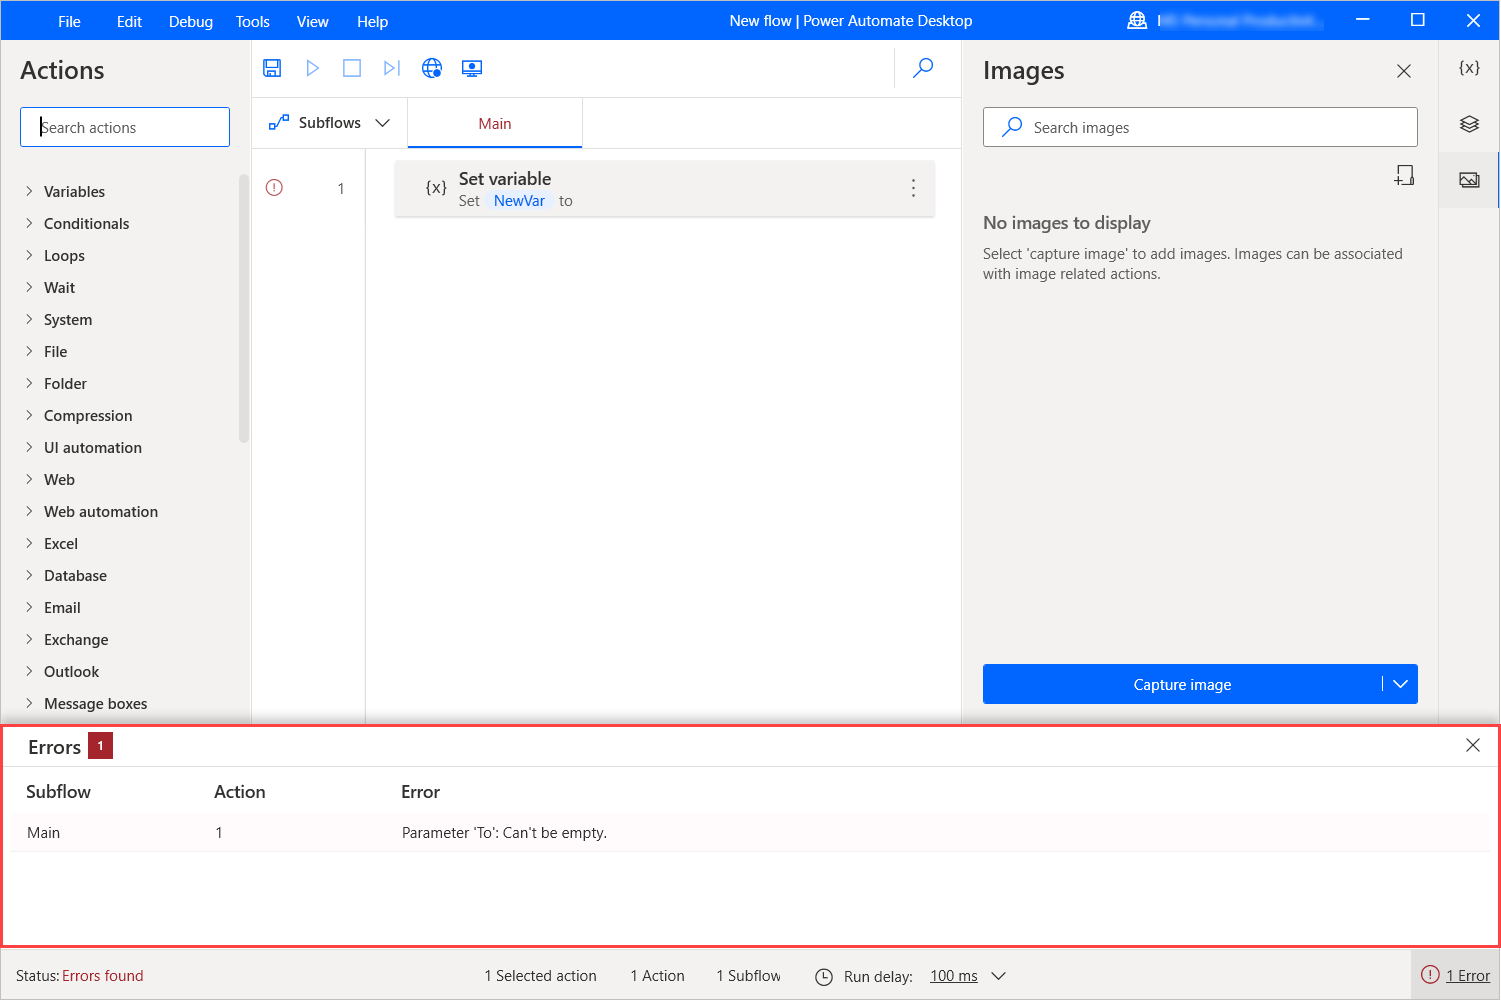 File Edit Debug Tools View Help
New flow | Power Automate Desktop
Actions
Search actions
Variables
Conditionals
Loops
Wait
System
File
Folder
Compression
UI automation
Web
Web automation
Excel
Database
Email
Exchange
Outlook
Message boxes
Subflows
Main
1
{x}
Set variable
Set NewVar to
Images
Search images
No images to display
Select 'capture image' to add images. Images can be associated
with image related actions.
Capture image
{x}
Errors 1
Subflow Action Error
Main 1 Parameter 'To': Can't be empty.
Status: Errors found 1 Selected action 1 Action 1 Subflow Run delay: 100 ms 1 Error